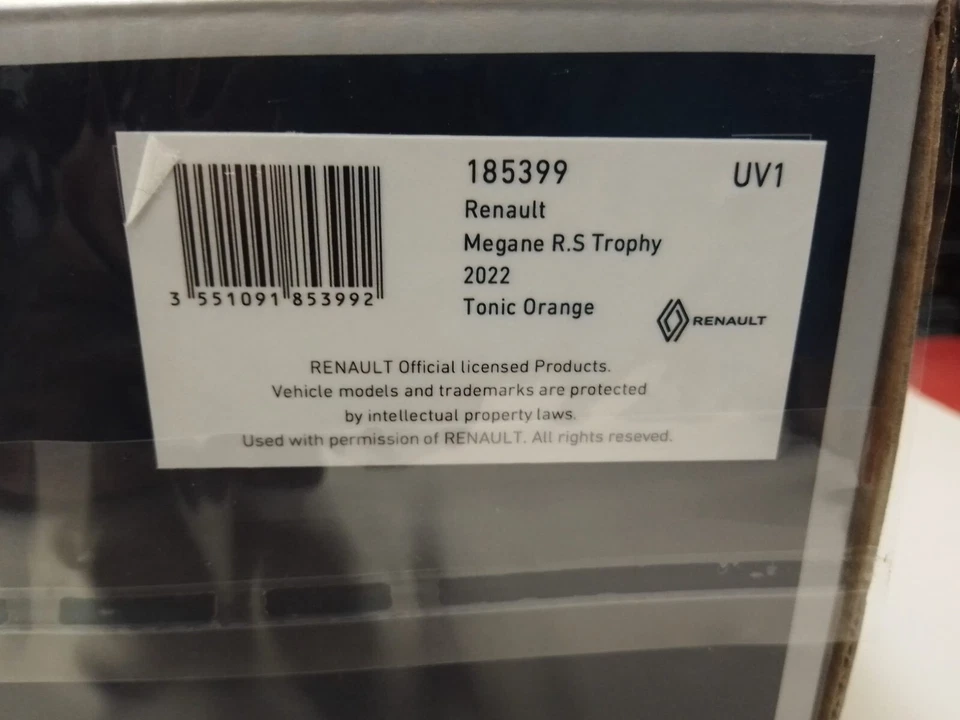 185399
UV1
Renault
Megane R.S Trophy
2022
Tonic Orange
3 551091 853992
RENAULT
RENAULT Official licensed Products.
Vehicle models and trademarks are protected
by intellectual property laws.
Used with permission of RENAULT. All rights reseved.